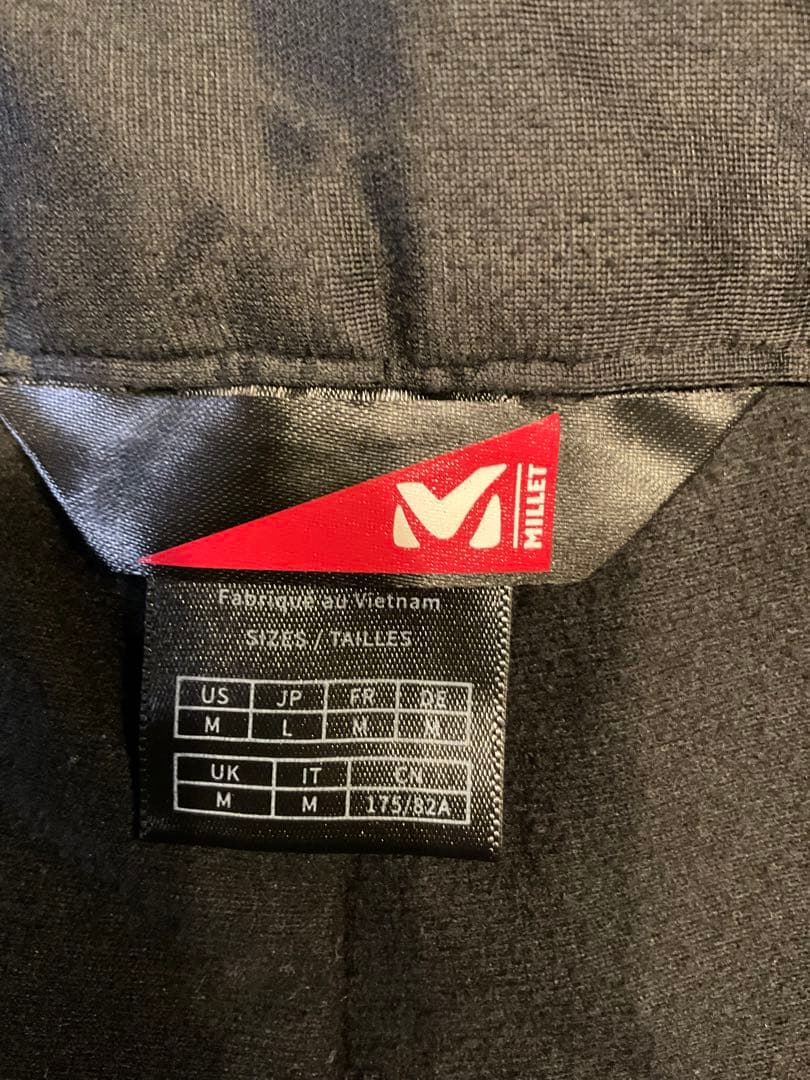 MILLET
Fabriqué au Vietnam
SIZES / TAILLES
US JP FR DE
M L M M
UK IT CN
M M 175/82A